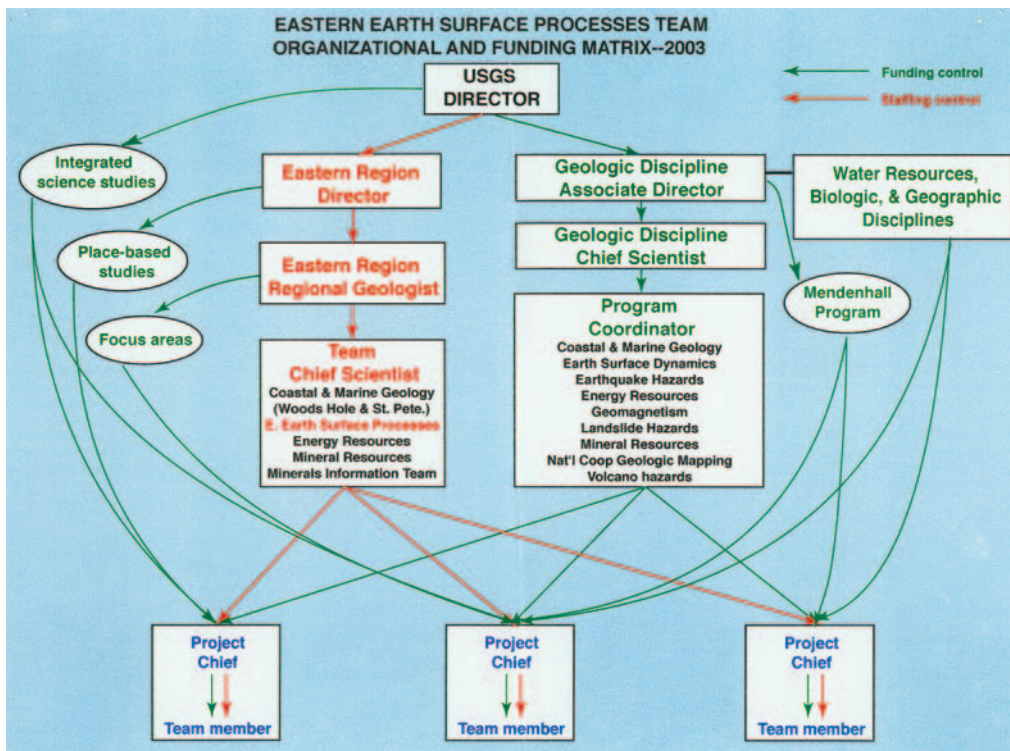 EASTERN EARTH SURFACE PROCESSES TEAM
ORGANIZATIONAL AND FUNDING MATRIX--2003
USGS
DIRECTOR
Funding control
Staffing control
Integrated
science studies
Eastern Region
Director
Geologic Discipline
Associate Director
Water Resources,
Biologic, & Geographic
Disciplines
Place-based
studies
Eastern Region
Regional Geologist
Geologic Discipline
Chief Scientist
Mendenhall
Program
Focus areas
Team
Chief Scientist
Coastal & Marine Geology
(Woods Hole & St. Pete.)
E. Earth Surface Processes
Energy Resources
Mineral Resources
Minerals Information Team
Program
Coordinator
Coastal & Marine Geology
Earth Surface Dynamics
Earthquake Hazards
Energy Resources
Geomagnetism
Landslide Hazards
Mineral Resources
Nat'l Coop Geologic Mapping
Volcano hazards
Project
Chief
Team member
Project
Chief
Team member
Project
Chief
Team member